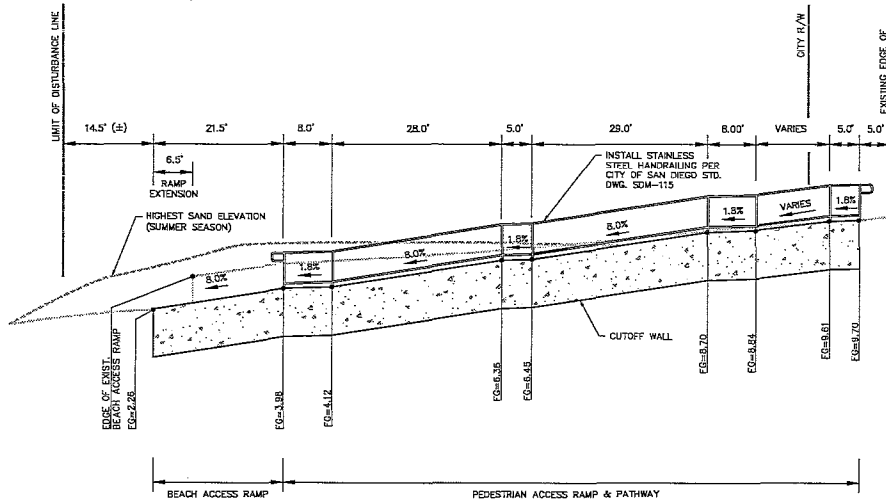 LIMIT OF DISTURBANCE LINE
CITY R/W
EXISTING EDGE OF
14.5' (±)
21.5'
8.0'
28.0'
5.0'
29.0'
8.00'
VARIES
5.0'
5.0'
6.5'
RAMP
EXTENSION
INSTALL STAINLESS
STEEL HANDRAILING PER
CITY OF SAN DIEGO STD.
DWG. SDM-115
HIGHEST SAND ELEVATION
(SUMMER SEASON)
8.0%
1.8%
8.0%
1.8%
8.0%
1.8%
VARIES
1.8%
CUTOFF WALL
EDGE OF EXIST.
BEACH ACCESS RAMP
FG=2.26
FG=3.98
FG=4.12
FG=6.36
FG=6.45
FG=8.70
FG=8.84
FG=9.61
FG=9.70
BEACH ACCESS RAMP
PEDESTRIAN ACCESS RAMP & PATHWAY